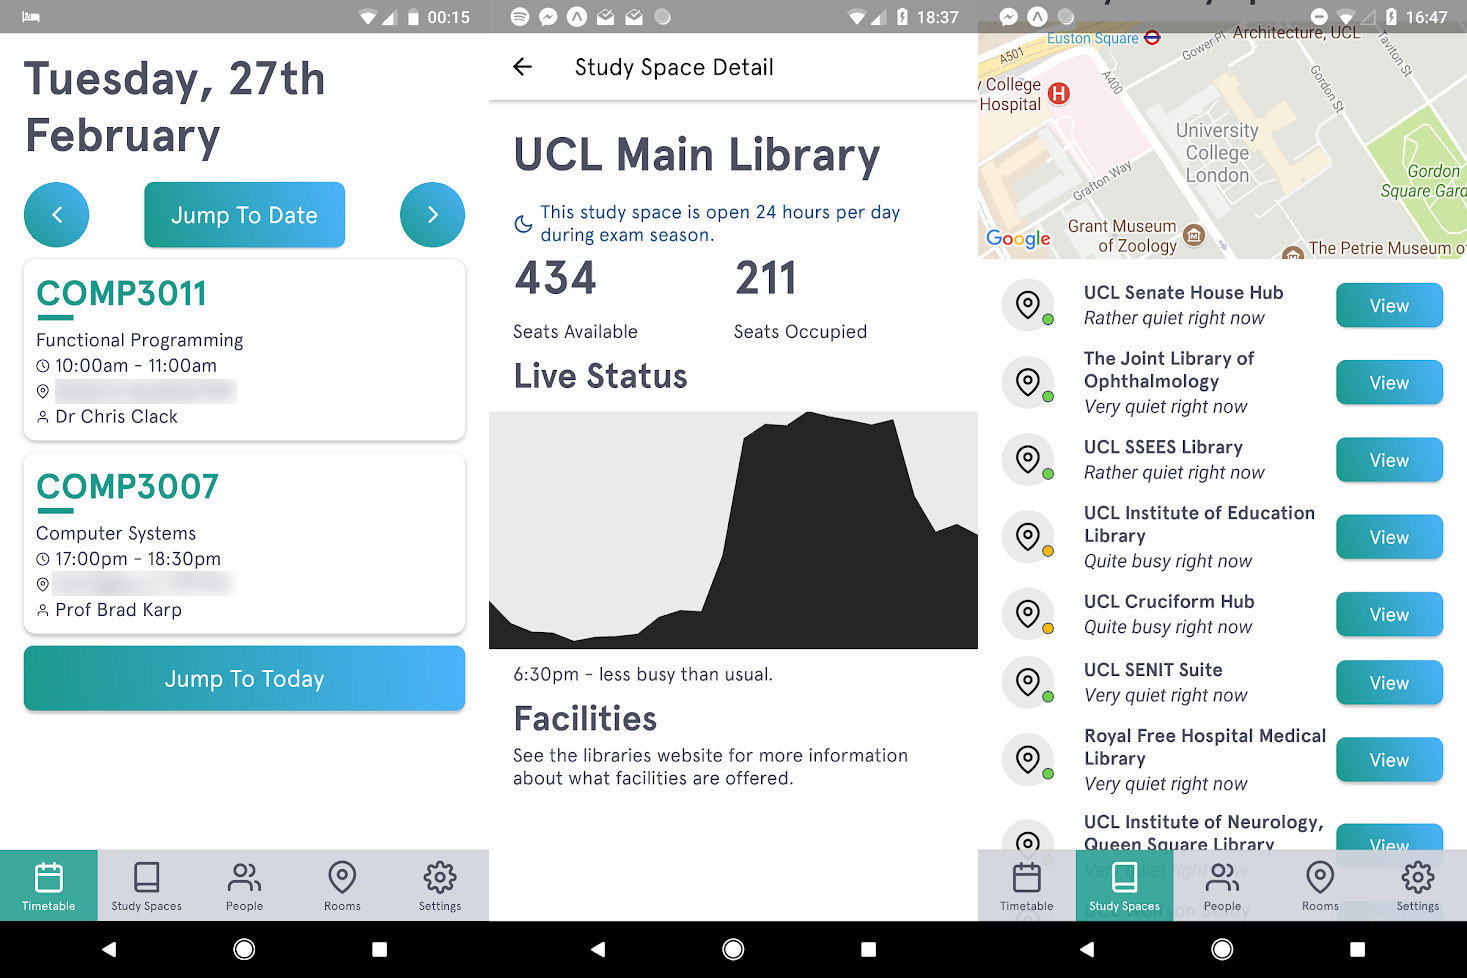 00:15
Tuesday, 27th
February
Jump To Date
COMP3011
Functional Programming
10:00am - 11:00am
Dr Chris Clack
COMP3007
Computer Systems
17:00pm - 18:30pm
Prof Brad Karp
Jump To Today
Timetable
Study Spaces
People
Rooms
Settings
18:37
Study Space Detail
UCL Main Library
This study space is open 24 hours per day
during exam season.
434
211
Seats Available
Seats Occupied
Live Status
6:30pm - less busy than usual.
Facilities
See the libraries website for more information
about what facilities are offered.
16:47
Euston Square
Architecture, UCL
A501
Gower Pl
Taviton St
A400
Gordon St
y College
Hospital
H
University
College
London
Grafton Way
Gordon
Square Gard
Grant Museum
of Zoology
Google
The Petrie Museum of
UCL Senate House Hub
Rather quiet right now
View
The Joint Library of
Ophthalmology
Very quiet right now
View
UCL SSEES Library
Rather quiet right now
View
UCL Institute of Education
Library
Quite busy right now
View
UCL Cruciform Hub
Quite busy right now
View
UCL SENIT Suite
Very quiet right now
View
Royal Free Hospital Medical
Library
Very quiet right now
View
UCL Institute of Neurology,
Queen Square Library
View
Timetable
Study Spaces
People
Rooms
Settings